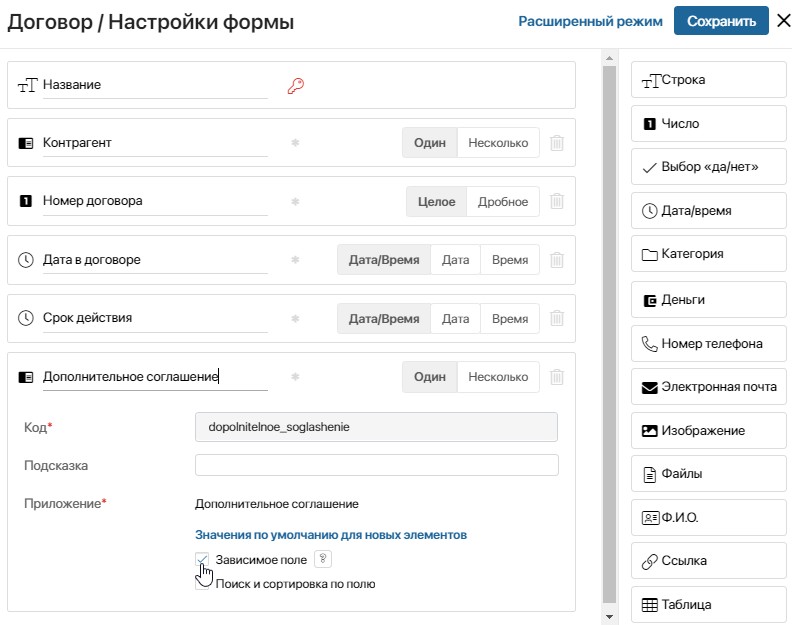 Договор / Настройки формы
Расширенный режим
Сохранить
Название
Контрагент
Один
Несколько
Номер договора
Целое
Дробное
Дата в договоре
Дата/Время
Дата
Время
Срок действия
Дата/Время
Дата
Время
Дополнительное соглашение
Один
Несколько
Код*
dopolnitelnoe_soglashenie
Подсказка
Приложение*
Дополнительное соглашение
Значения по умолчанию для новых элементов
Зависимое поле ?
Поиск и сортировка по полю
Строка
Число
Выбор «да/нет»
Дата/время
Категория
Деньги
Номер телефона
Электронная почта
Изображение
Файлы
Ф.И.О.
Ссылка
Таблица